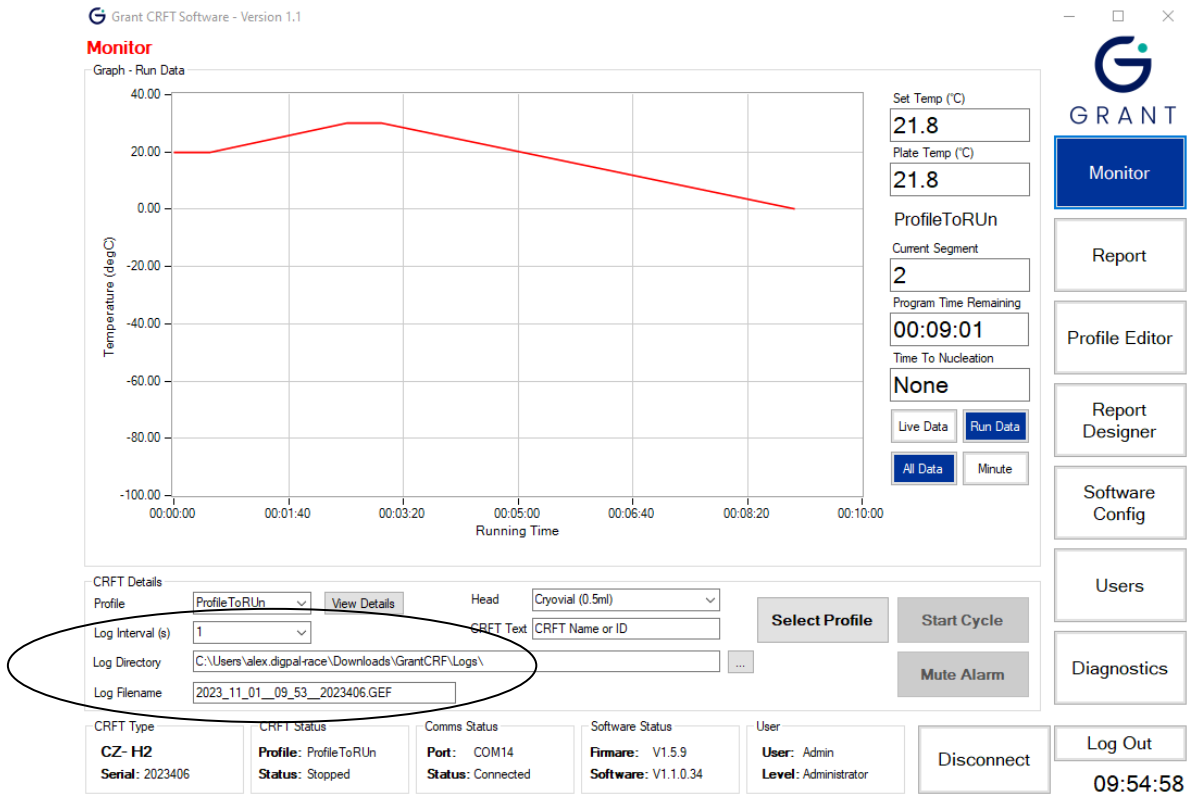 Grant CRFT Software - Version 1.1
Monitor
Graph - Run Data
40.00
20.00
0.00
-20.00
-40.00
-60.00
-80.00
-100.00
Temperature (degC)
00:00:00 00:01:40 00:03:20 00:05:00 00:06:40 00:08:20 00:10:00
Running Time
Set Temp (°C)
21.8
Plate Temp (°C)
21.8
ProfileToRUn
Current Segment
2
Program Time Remaining
00:09:01
Time To Nucleation
None
Live Data Run Data
All Data Minute
GRANT
Monitor
Report
Profile Editor
Report
Designer
Software
Config
Users
Diagnostics
CRFT Details
Profile ProfileToRUn View Details Head Cryovial (0.5ml)
Log Interval (s) 1 CRFT Text CRFT Name or ID
Log Directory C:\Users\alex.digpal-race\Downloads\GrantCRF\Logs\ ...
Log Filename 2023_11_01__09_53__2023406.GEF
Select Profile Start Cycle
Mute Alarm
CRFT Type
CZ- H2
Serial: 2023406
CRFT Status
Profile: ProfileToRUn
Status: Stopped
Comms Status
Port: COM14
Status: Connected
Software Status
Firmare: V1.5.9
Software: V1.1.0.34
User
User: Admin
Level: Administrator
Disconnect
Log Out
09:54:58